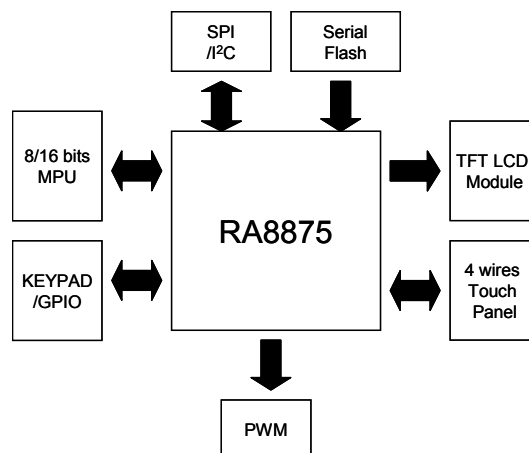 SPI
/I²C
Serial
Flash
8/16 bits
MPU
RA8875
TFT LCD
Module
KEYPAD
/GPIO
4 wires
Touch
Panel
PWM